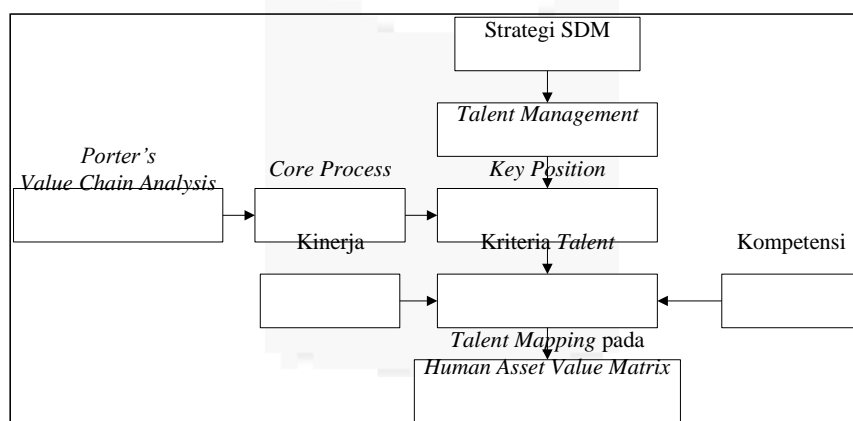 Strategi SDM
Talent Management
Porter's
Value Chain Analysis
Core Process
Key Position
Kinerja
Kriteria Talent
Kompetensi
Talent Mapping pada
Human Asset Value Matrix